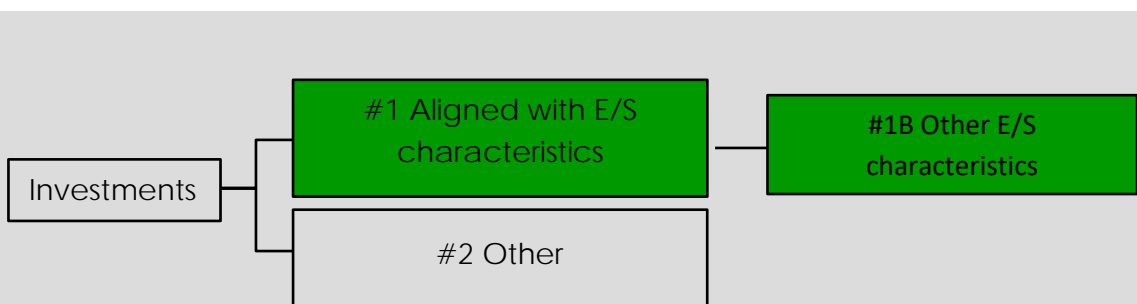 #1 Aligned with E/S
characteristics
#1B Other E/S
characteristics
Investments
#2 Other